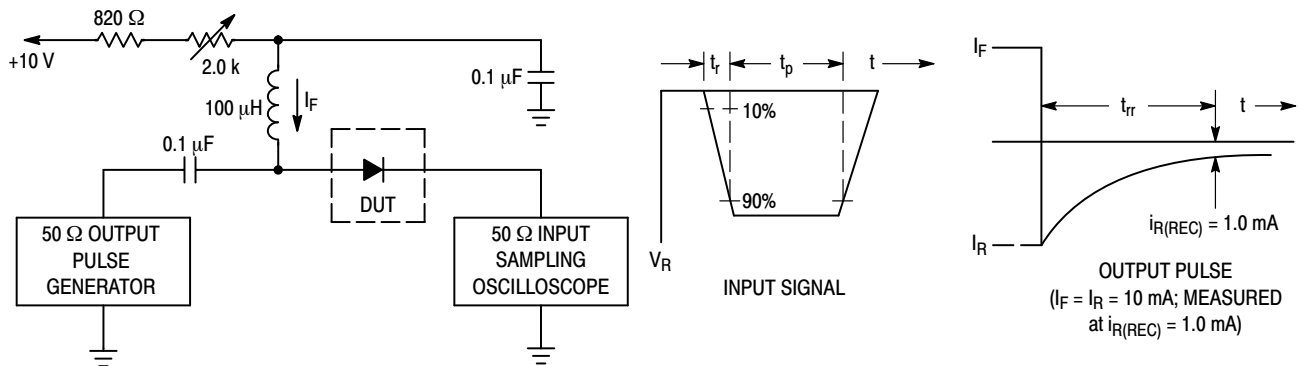 820 Ω
+10 V
2.0 k
100 μH
I_F
0.1 μF
0.1 μF
DUT
50 Ω OUTPUT
PULSE
GENERATOR
50 Ω INPUT
SAMPLING
OSCILLOSCOPE
t_r
t_p
t
10%
90%
V_R
INPUT SIGNAL
I_F
t_rr
t
I_R
i_R(REC) = 1.0 mA
OUTPUT PULSE
(I_F = I_R = 10 mA; MEASURED
at i_R(REC) = 1.0 mA)